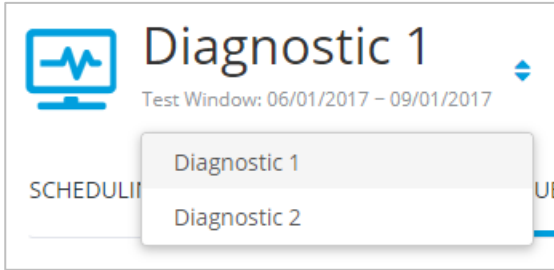 Diagnostic 1
Test Window: 06/01/2017 – 09/01/2017
Diagnostic 1
Diagnostic 2